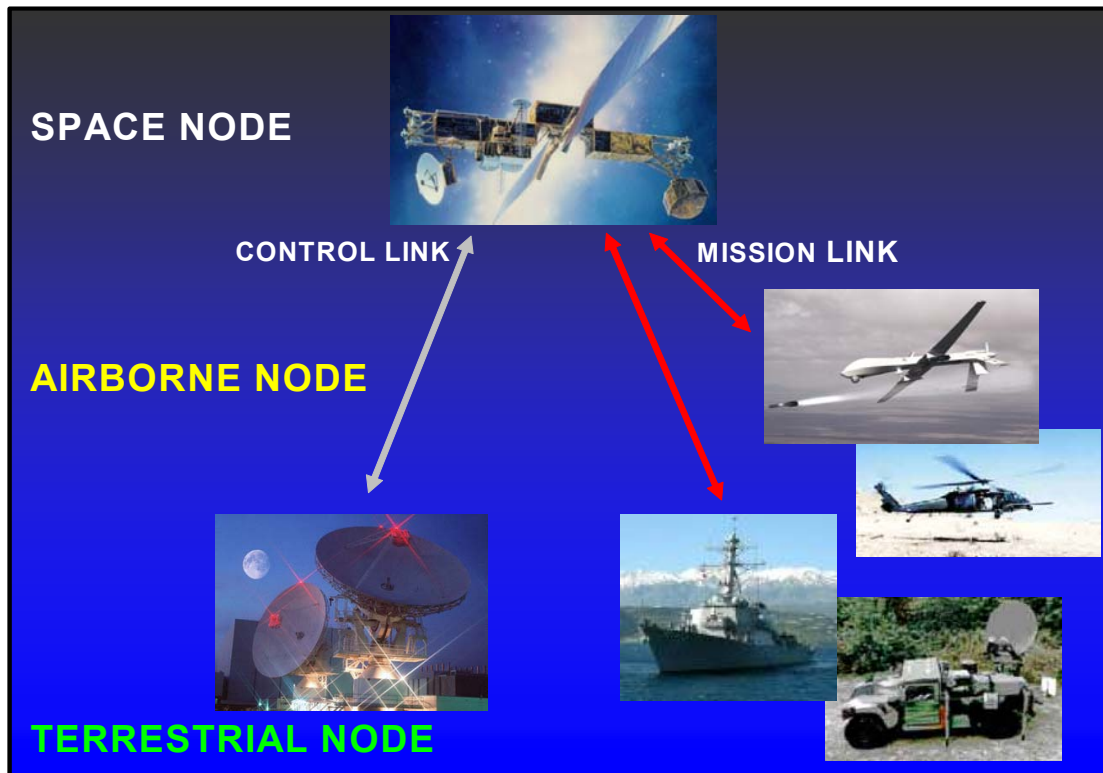 SPACE NODE
CONTROL LINK
MISSION LINK
AIRBORNE NODE
TERRESTRIAL NODE